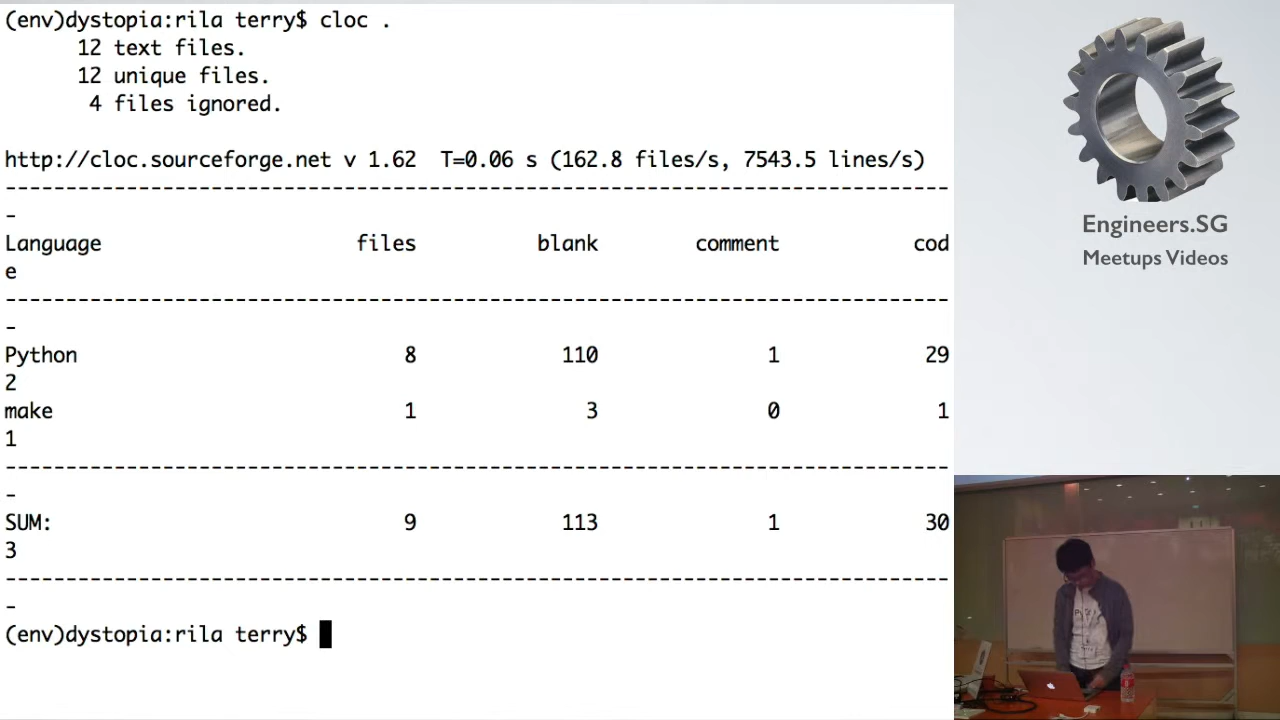 (env)dystopia:rila terry$ cloc .
      12 text files.
      12 unique files.
       4 files ignored.

http://cloc.sourceforge.net v 1.62  T=0.06 s (162.8 files/s, 7543.5 lines/s)
------------------------------------------------------------------------------
-
Language                     files          blank        comment           cod
e
------------------------------------------------------------------------------
-
Python                           8            110              1            29
2
make                             1              3              0             1
1
------------------------------------------------------------------------------
-
SUM:                             9            113              1            30
3
------------------------------------------------------------------------------
-
(env)dystopia:rila terry$
Engineers.SG
Meetups Videos